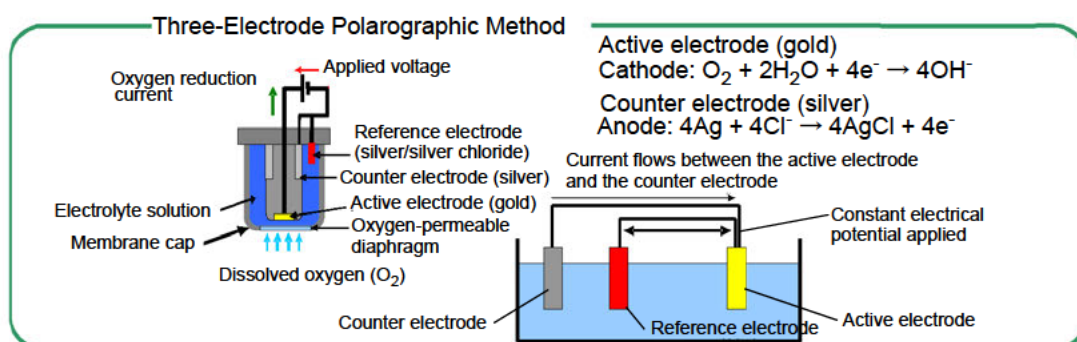 Three-Electrode Polarographic Method
Oxygen reduction
current
Applied voltage
Reference electrode
(silver/silver chloride)
Counter electrode (silver)
Active electrode (gold)
Oxygen-permeable
diaphragm
Electrolyte solution
Membrane cap
Dissolved oxygen (O₂)
Active electrode (gold)
Cathode: O₂ + 2H₂O + 4e⁻ → 4OH⁻
Counter electrode (silver)
Anode: 4Ag + 4Cl⁻ → 4AgCl + 4e⁻
Current flows between the active electrode
and the counter electrode
Constant electrical
potential applied
Counter electrode
Reference electrode
Active electrode